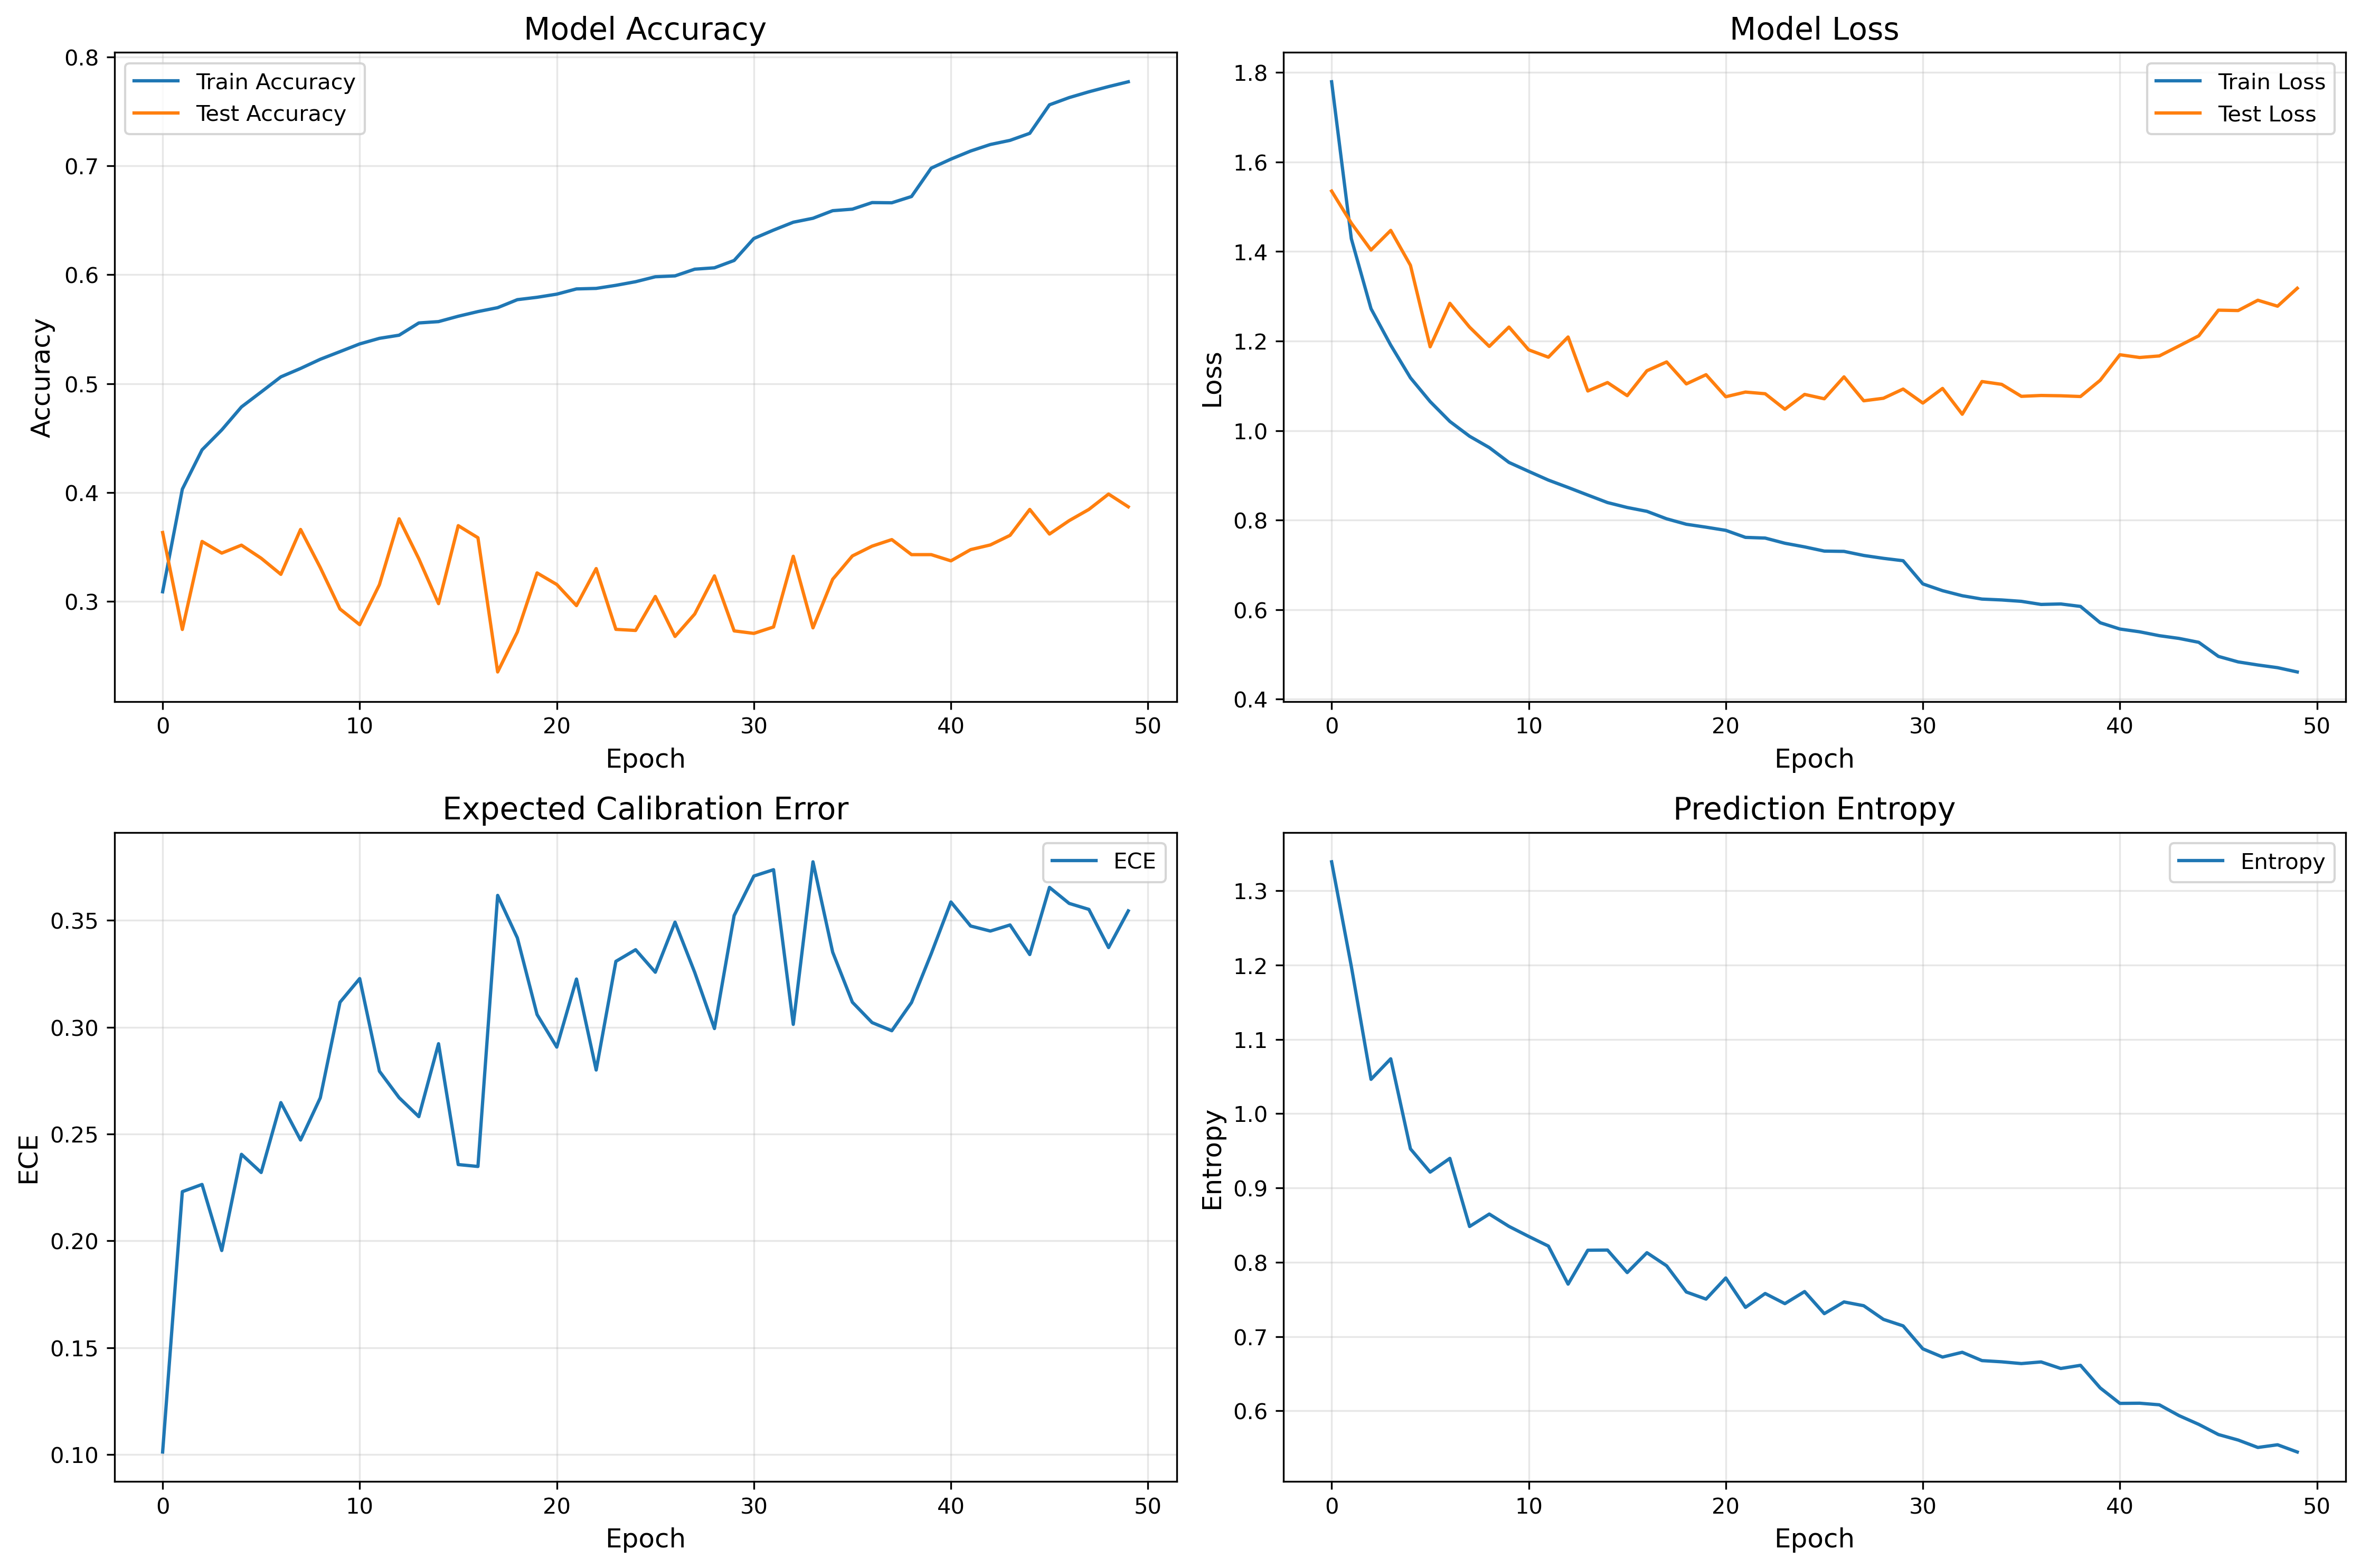 Model Accuracy
Accuracy
0.8
0.7
0.6
0.5
0.4
0.3
Train Accuracy
Test Accuracy
0 10 20 30 40 50
Epoch
Model Loss
Loss
1.8
1.6
1.4
1.2
1.0
0.8
0.6
0.4
Train Loss
Test Loss
0 10 20 30 40 50
Epoch
Expected Calibration Error
ECE
0.35
0.30
0.25
0.20
0.15
0.10
ECE
0 10 20 30 40 50
Epoch
Prediction Entropy
Entropy
1.3
1.2
1.1
1.0
0.9
0.8
0.7
0.6
Entropy
0 10 20 30 40 50
Epoch